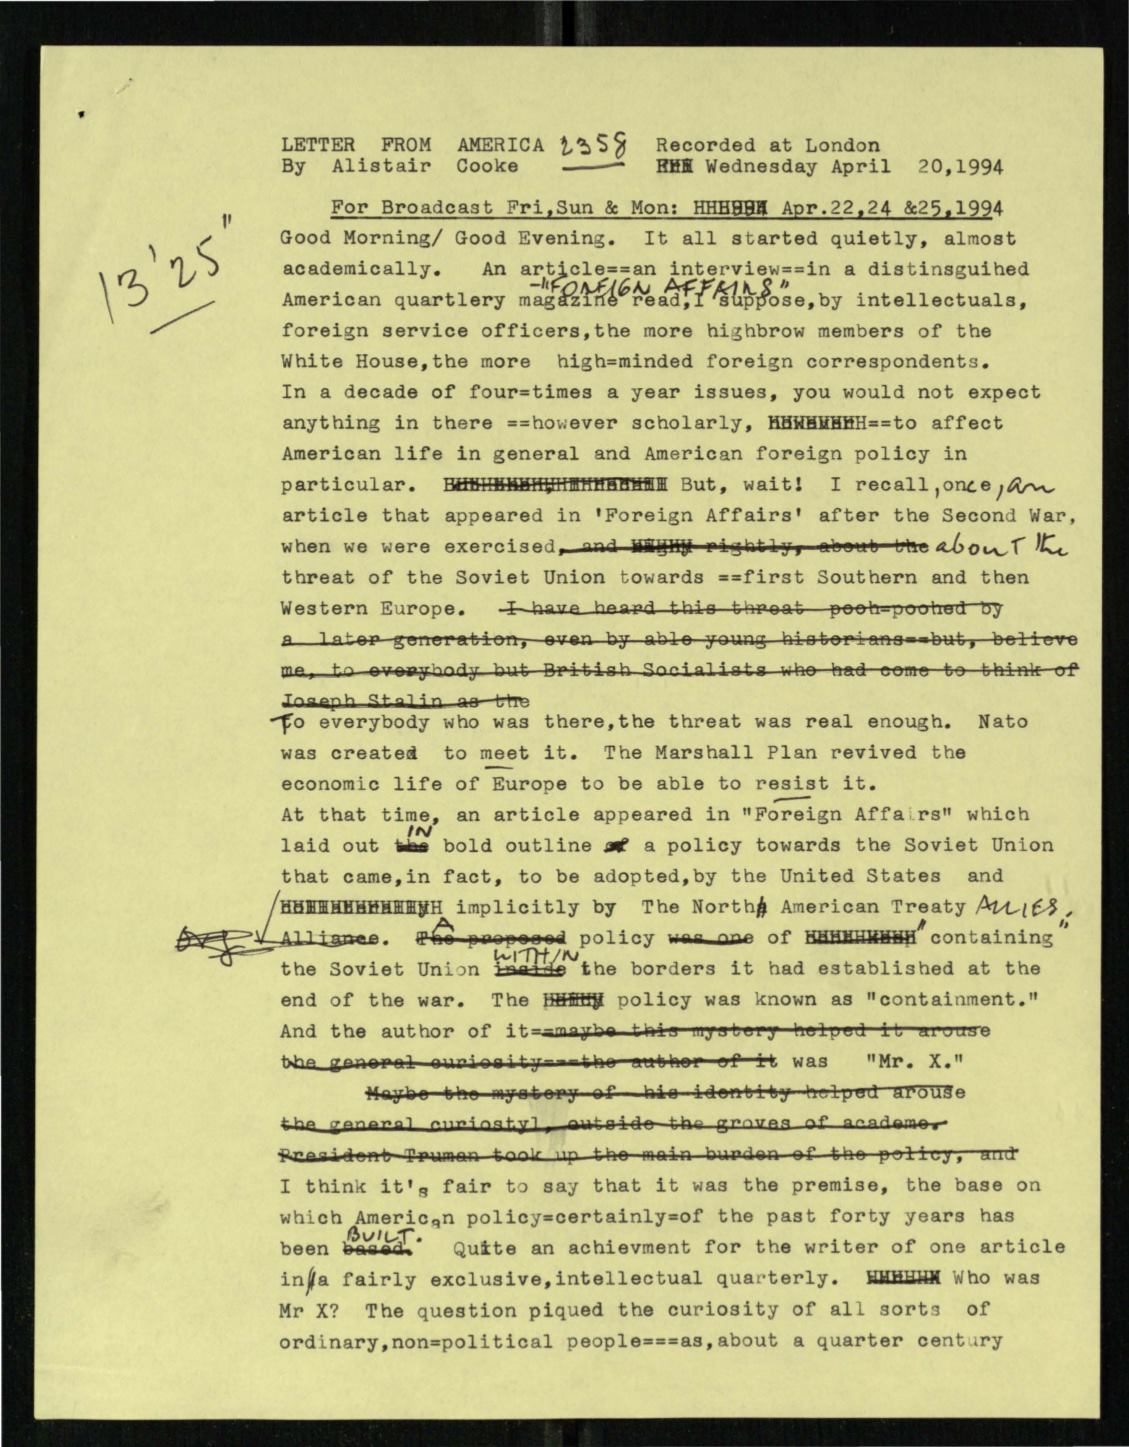 LETTER FROM AMERICA 2358 Recorded at London
By Alistair Cooke Wednesday April 20,1994
For Broadcast Fri,Sun & Mon: Apr.22,24 &25,1994
13'25"
Good Morning/ Good Evening. It all started quietly, almost
academically. An article==an interview==in a distinsguihed
-"FOREIGN AFFAIRS"
American quartlery magazine read,I suppose,by intellectuals,
foreign service officers,the more highbrow members of the
White House,the more high=minded foreign correspondents.
In a decade of four=times a year issues, you would not expect
anything in there ==however scholarly, ==to affect
American life in general and American foreign policy in
particular. But, wait! I recall,once,an
article that appeared in 'Foreign Affairs' after the Second War,
when we were exercised, and rightly, about the about the
threat of the Soviet Union towards ==first Southern and then
Western Europe. I have heard this threat pooh=poohed by
a later generation, even by able young historians==but, believe
me, to everybody but British Socialists who had come to think of
Joseph Stalin as the
To everybody who was there,the threat was real enough. Nato
was created to meet it. The Marshall Plan revived the
economic life of Europe to be able to resist it.
At that time, an article appeared in "Foreign Affairs" which
IN
laid out the bold outline of a policy towards the Soviet Union
that came,in fact, to be adopted,by the United States and
implicitly by The North American Treaty ALLIES.
Alliance. The proposed A policy was one of "containing"
WITHIN
the Soviet Union inside the borders it had established at the
end of the war. The policy was known as "containment."
And the author of it==maybe this mystery helped it arouse
the general curiosity===the author of it was "Mr. X."
Maybe the mystery of his identity helped arouse
the general curiostyl, outside the groves of academe.
President Truman took up the main burden of the policy, and
I think it's fair to say that it was the premise, the base on
which American policy=certainly=of the past forty years has
BUILT.
been based. Quite an achievment for the writer of one article
in a fairly exclusive,intellectual quarterly. Who was
Mr X? The question piqued the curiosity of all sorts of
ordinary,non=political people===as,about a quarter century